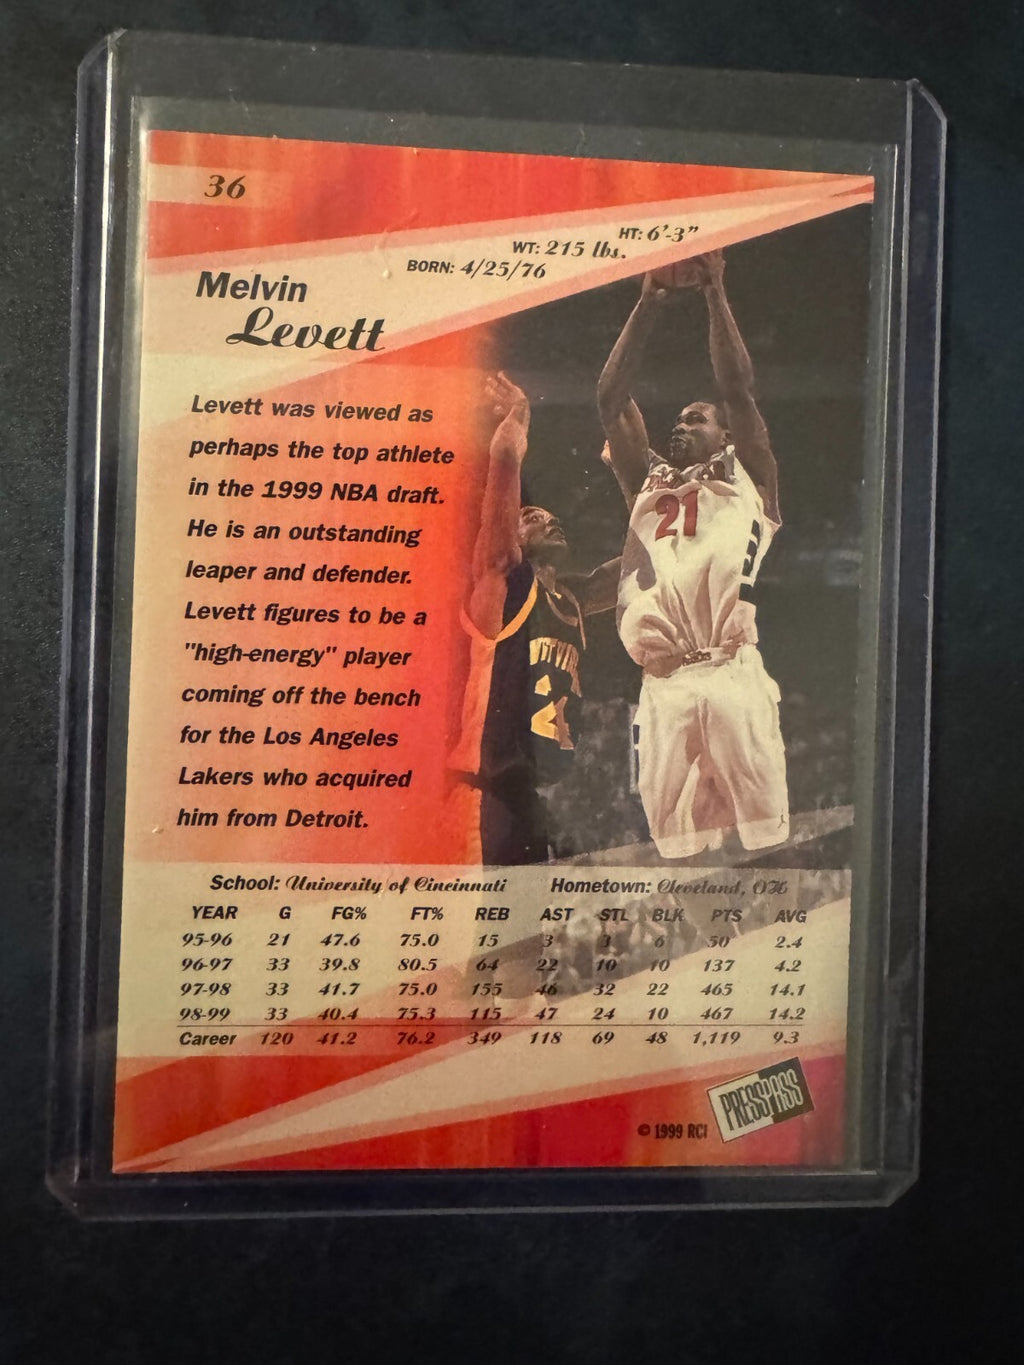 36
HT: 6'-3"
WT: 215 lbs.
BORN: 4/25/76
Melvin
Levett
Levett was viewed as
perhaps the top athlete
in the 1999 NBA draft.
He is an outstanding
leaper and defender.
Levett figures to be a
"high-energy" player
coming off the bench
for the Los Angeles
Lakers who acquired
him from Detroit.
21
School: University of Cincinnati Hometown: Cleveland, OH
YEAR G FG% FT% REB AST STL BLK PTS AVG
95-96 21 47.6 75.0 15 3 3 6 50 2.4
96-97 33 39.8 80.5 64 22 10 10 137 4.2
97-98 33 41.7 75.0 155 46 32 22 465 14.1
98-99 33 40.4 75.3 115 47 24 10 467 14.2
Career 120 41.2 76.2 349 118 69 48 1,119 9.3
PRESS PASS
© 1999 RCI